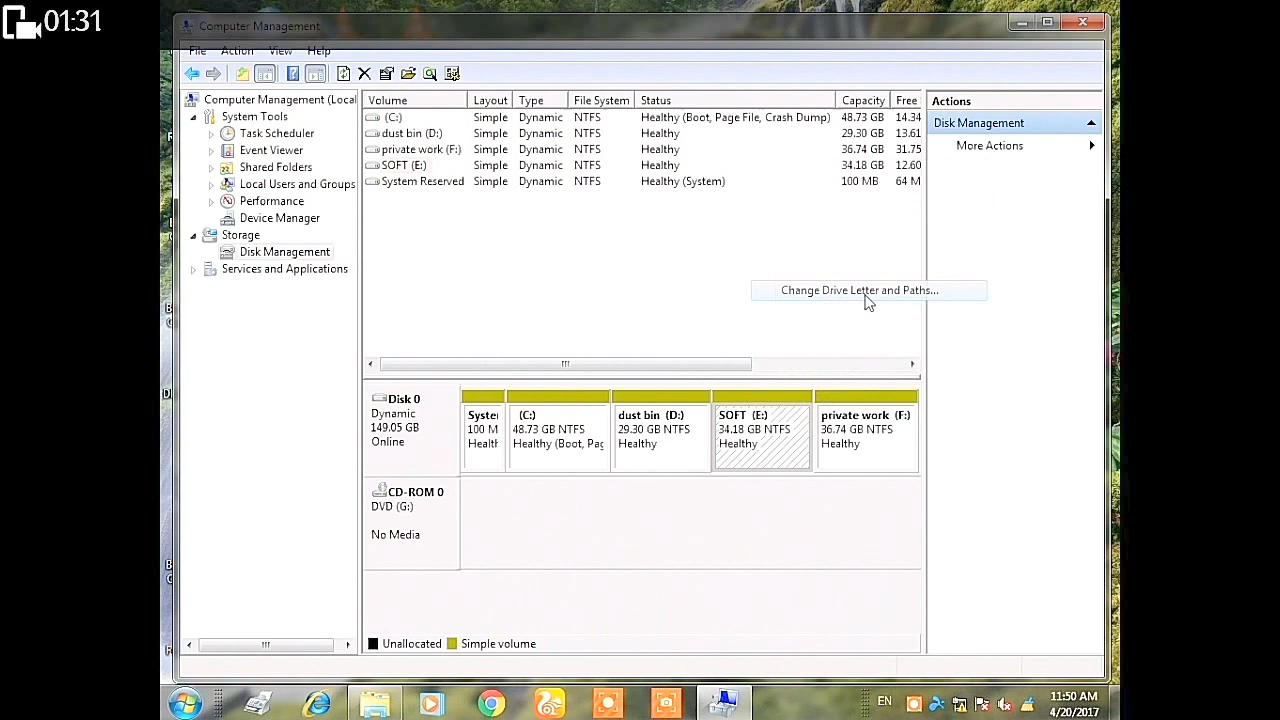 01:31
Computer Management
File Action View Help
Computer Management (Local
System Tools
Task Scheduler
Event Viewer
Shared Folders
Local Users and Groups
Performance
Device Manager
Storage
Disk Management
Services and Applications
Volume Layout Type File System Status Capacity Free
(C:) Simple Dynamic NTFS Healthy (Boot, Page File, Crash Dump) 48.73 GB 14.34
dust bin (D:) Simple Dynamic NTFS Healthy 29.30 GB 13.61
private work (F:) Simple Dynamic NTFS Healthy 36.74 GB 31.75
SOFT (E:) Simple Dynamic NTFS Healthy 34.18 GB 12.60
System Reserved Simple Dynamic NTFS Healthy (System) 100 MB 64 M
Actions
Disk Management
More Actions
Change Drive Letter and Paths...
Disk 0
Dynamic
149.05 GB
Online
Syster
100 M
Health
(C:)
48.73 GB NTFS
Healthy (Boot, Pag
dust bin (D:)
29.30 GB NTFS
Healthy
SOFT (E:)
34.18 GB NTFS
Healthy
private work (F:)
36.74 GB NTFS
Healthy
CD-ROM 0
DVD (G:)
No Media
Unallocated Simple volume
EN
11:50 AM
4/20/2017